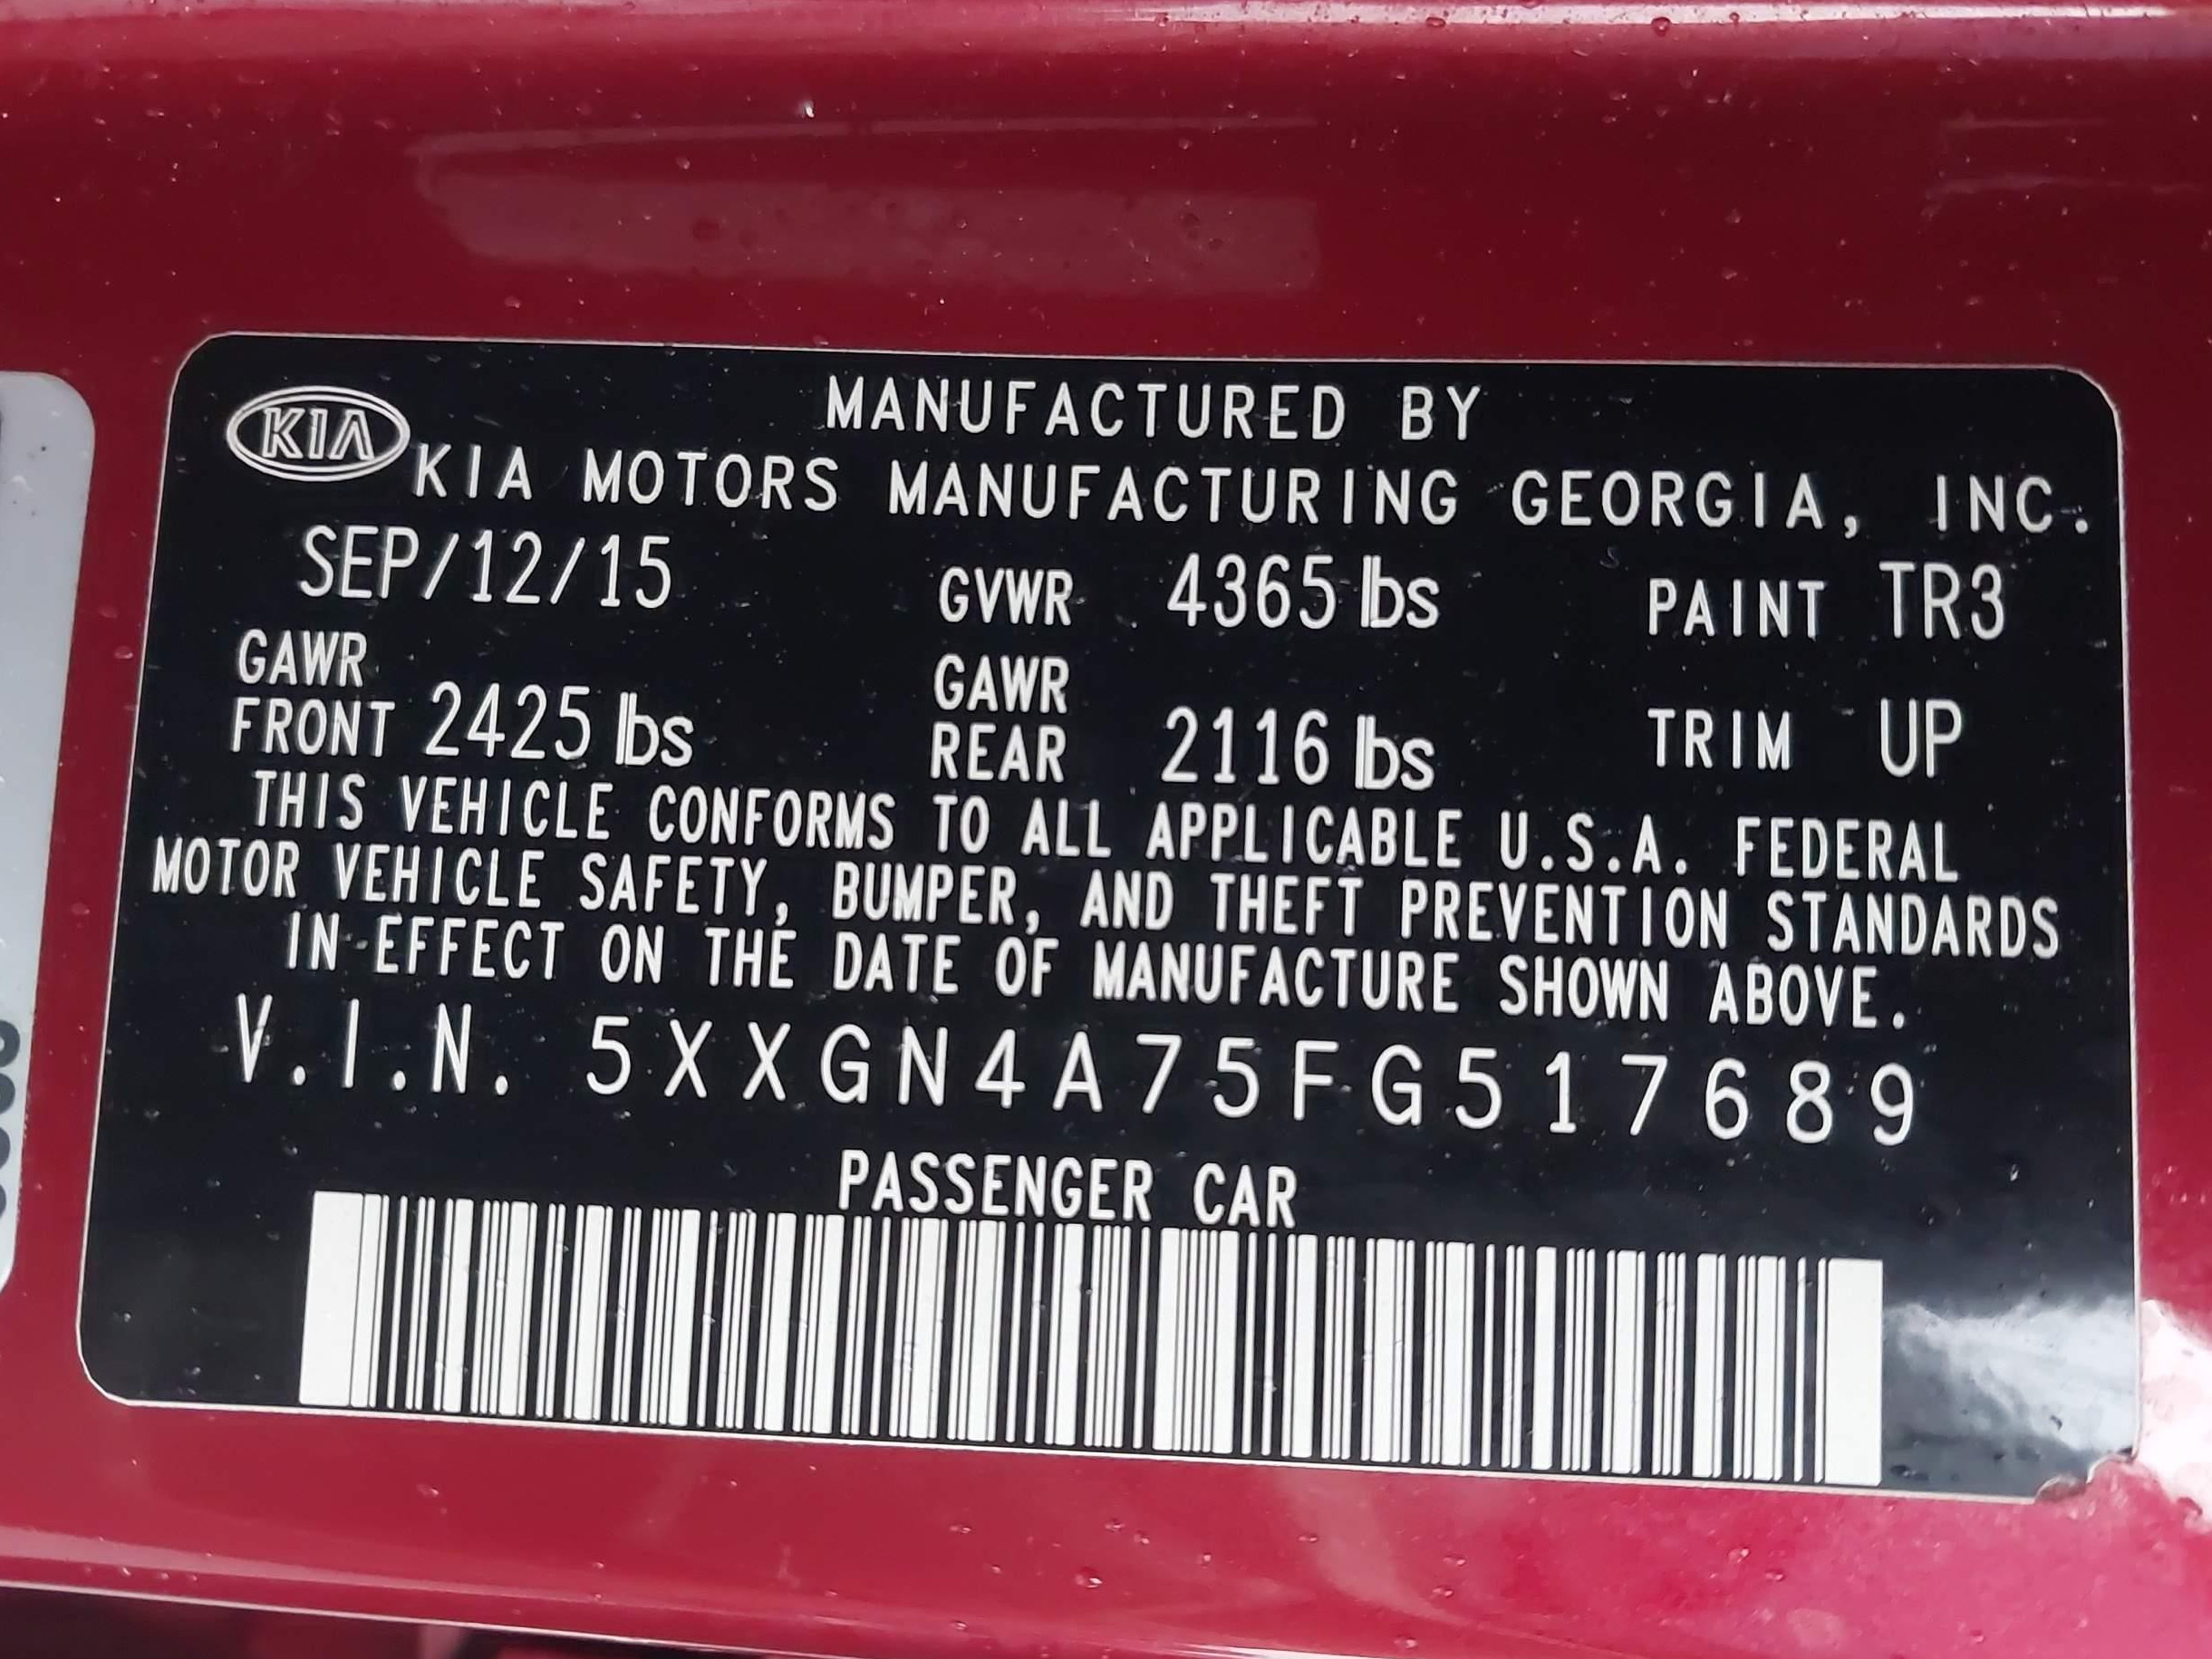 MANUFACTURED BY
KIA KIA MOTORS MANUFACTURING GEORGIA, INC.
SEP/12/15 GVWR 4365 lbs PAINT TR3
GAWR FRONT 2425 lbs GAWR REAR 2116 lbs TRIM UP
THIS VEHICLE CONFORMS TO ALL APPLICABLE U.S.A. FEDERAL
MOTOR VEHICLE SAFETY, BUMPER, AND THEFT PREVENTION STANDARDS
IN EFFECT ON THE DATE OF MANUFACTURE SHOWN ABOVE.
V.I.N. 5XXGN4A75FG517689
PASSENGER CAR